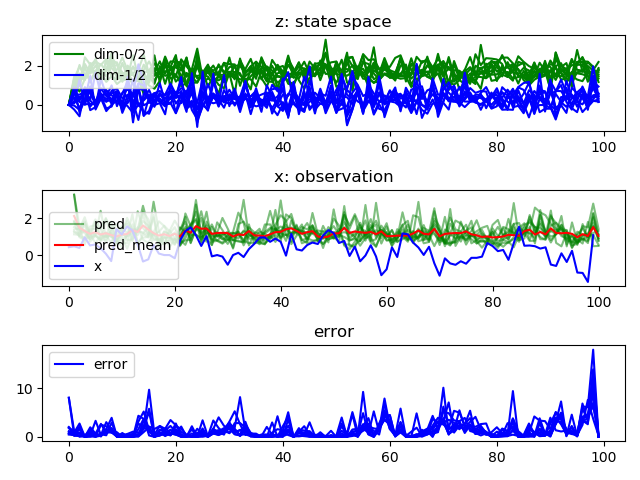 z: state space
2
0
dim-0/2
dim-1/2
0 20 40 60 80 100
x: observation
2
0
pred
pred_mean
x
0 20 40 60 80 100
error
10
0
error
0 20 40 60 80 100